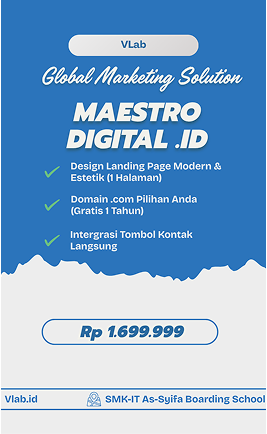 VLab
Global Marketing Solution
MAESTRO
DIGITAL .ID
Design Landing Page Modern &
Estetik (1 Halaman)
Domain .com Pilihan Anda
(Gratis 1 Tahun)
Intergrasi Tombol Kontak
Langsung
Rp 1.699.999
Vlab.id
SMK-IT As-Syifa Boarding School